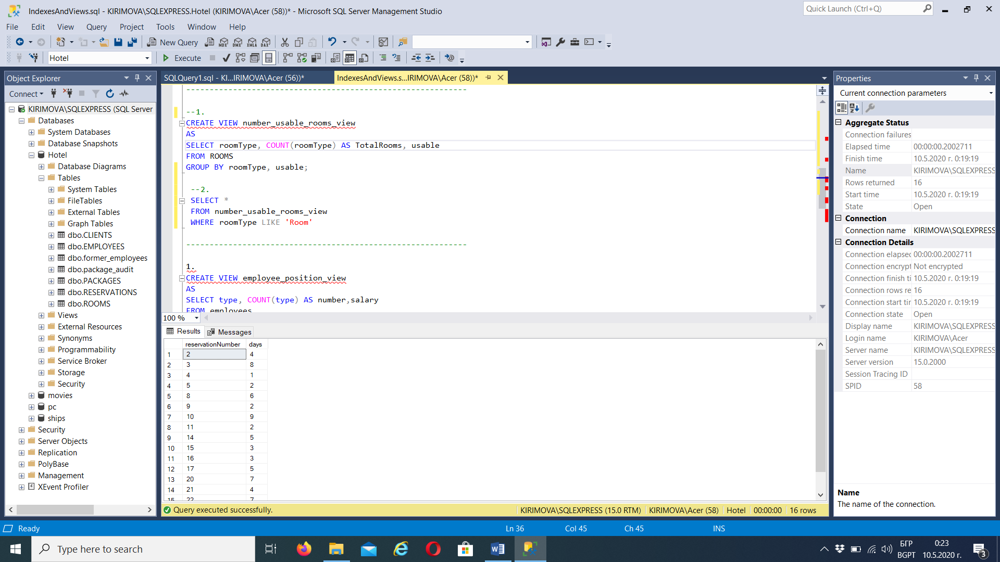 IndexesAndViews.sql - KIRIMOVA\SQLEXPRESS.Hotel (KIRIMOVA\Acer (58))* - Microsoft SQL Server Management Studio
Quick Launch (Ctrl+Q)
File Edit View Query Project Tools Window Help
New Query
MDX DMX XMLA DAX
Hotel
Execute
Object Explorer
Connect
KIRIMOVA\SQLEXPRESS (SQL Server
Databases
System Databases
Database Snapshots
Hotel
Database Diagrams
Tables
System Tables
FileTables
External Tables
Graph Tables
dbo.CLIENTS
dbo.EMPLOYEES
dbo.former_employees
dbo.package_audit
dbo.PACKAGES
dbo.RESERVATIONS
dbo.ROOMS
Views
External Resources
Synonyms
Programmability
Service Broker
Storage
Security
movies
pc
ships
Security
Server Objects
Replication
PolyBase
Management
XEvent Profiler
SQLQuery1.sql - KI...IRIMOVA\Acer (56))*
IndexesAndViews.s...IRIMOVA\Acer (58))*
------------------------------------------------------------
--1.
CREATE VIEW number_usable_rooms_view
AS
SELECT roomType, COUNT(roomType) AS TotalRooms, usable
FROM ROOMS
GROUP BY roomType, usable;
--2.
SELECT *
FROM number_usable_rooms_view
WHERE roomType LIKE 'Room'
------------------------------------------------------------
1.
CREATE VIEW employee_position_view
AS
SELECT type, COUNT(type) AS number,salary
FROM employees
100 %
Results Messages
reservationNumber days
1 2 4
2 3 8
3 4 1
4 5 2
5 8 6
6 9 2
7 10 9
8 11 2
9 14 5
10 15 3
11 16 3
12 17 5
13 20 7
14 21 4
15 22 7
Query executed successfully.
KIRIMOVA\SQLEXPRESS (15.0 RTM) KIRIMOVA\Acer (58) Hotel 00:00:00 16 rows
Properties
Current connection parameters
Aggregate Status
Connection failures
Elapsed time 00:00:00.2002711
Finish time 10.5.2020 г. 0:19:19
Name KIRIMOVA\SQLEXPRESS
Rows returned 16
Start time 10.5.2020 г. 0:19:19
State Open
Connection
Connection name KIRIMOVA\SQLEXPRESS
Connection Details
Connection elapsed 00:00:00.2002711
Connection encrypt Not encrypted
Connection finish ti 10.5.2020 г. 0:19:19
Connection rows re 16
Connection start tir 10.5.2020 г. 0:19:19
Connection state Open
Display name KIRIMOVA\SQLEXPRESS
Login name KIRIMOVA\Acer
Server name KIRIMOVA\SQLEXPRESS
Server version 15.0.2000
Session Tracing ID
SPID 58
Name
The name of the connection.
Ready
Ln 36 Col 45 Ch 45 INS
Type here to search
БГР
BGPT
0:23
10.5.2020 г.
3